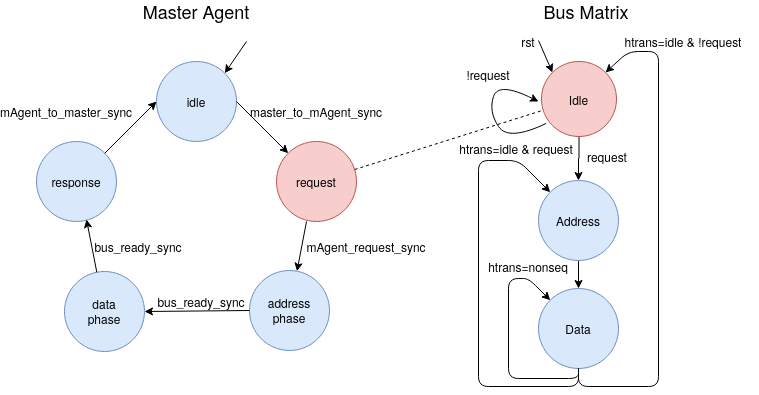 Master Agent
Bus Matrix
rst
htrans=idle & !request
idle
!request
Idle
mAgent_to_master_sync
master_to_mAgent_sync
htrans=idle & request
request
response
request
Address
bus_ready_sync
mAgent_request_sync
htrans=nonseq
data
phase
bus_ready_sync
address
phase
Data